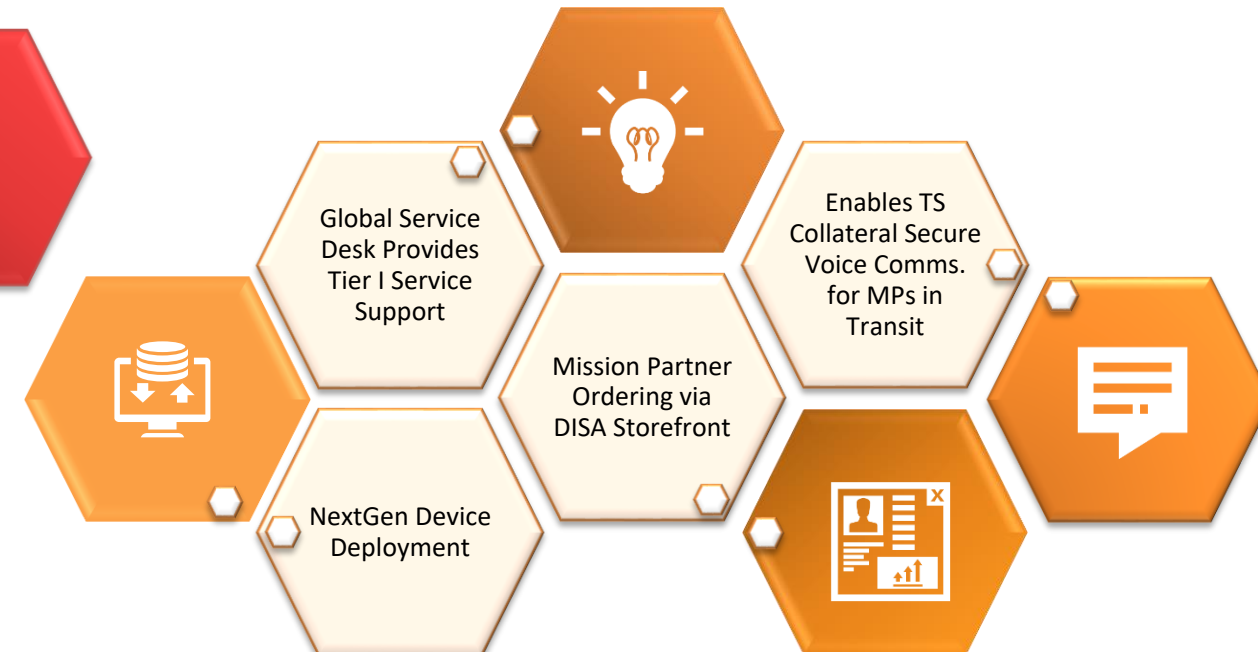 Global Service
Desk Provides
Tier I Service
Support
Enables TS
Collateral Secure
Voice Comms.
for MPs in
Transit
Mission Partner
Ordering via
DISA Storefront
NextGen Device
Deployment
X